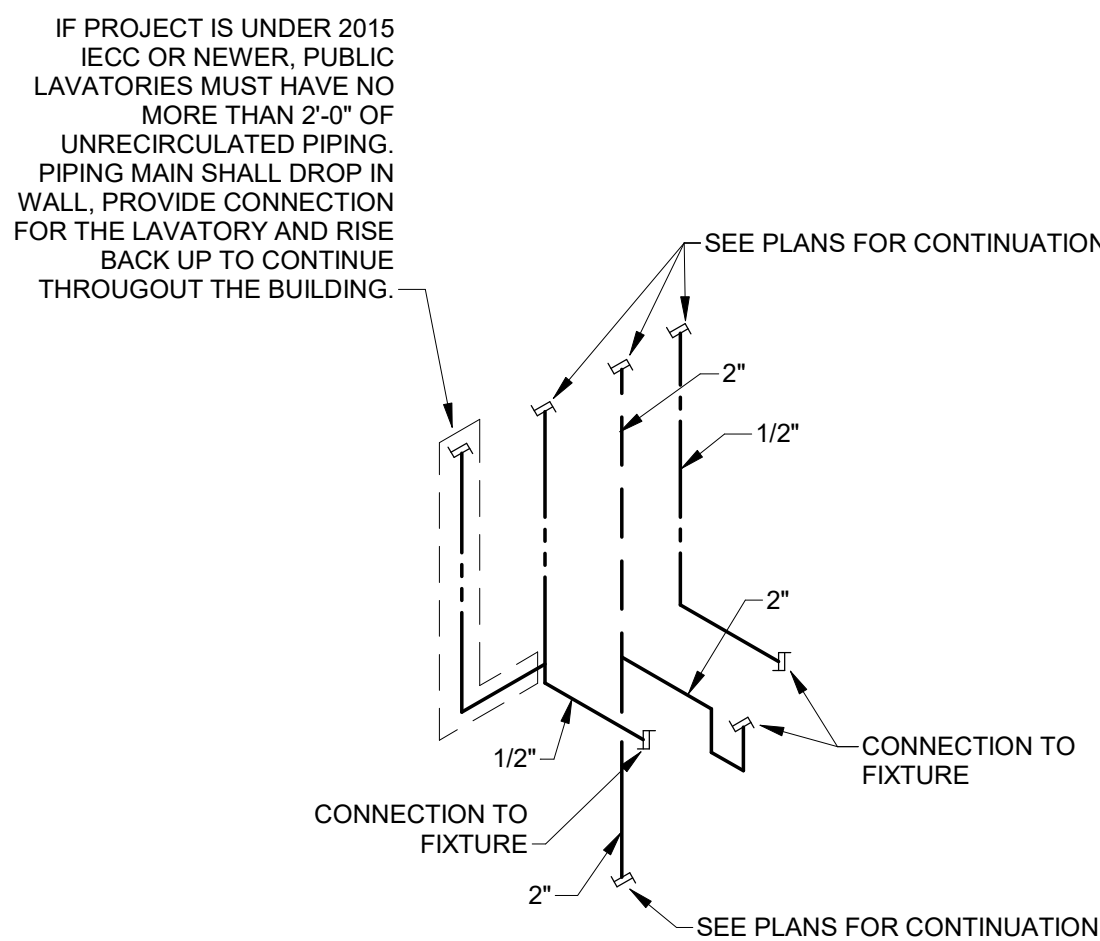 IF PROJECT IS UNDER 2015
IECC OR NEWER, PUBLIC
LAVATORIES MUST HAVE NO
MORE THAN 2'-0" OF
UNRECIRCULATED PIPING.
PIPING MAIN SHALL DROP IN
WALL, PROVIDE CONNECTION
FOR THE LAVATORY AND RISE
BACK UP TO CONTINUE
THROUGOUT THE BUILDING.
SEE PLANS FOR CONTINUATION
2"
1/2"
2"
1/2"
CONNECTION TO
FIXTURE
CONNECTION TO
FIXTURE
2"
SEE PLANS FOR CONTINUATION